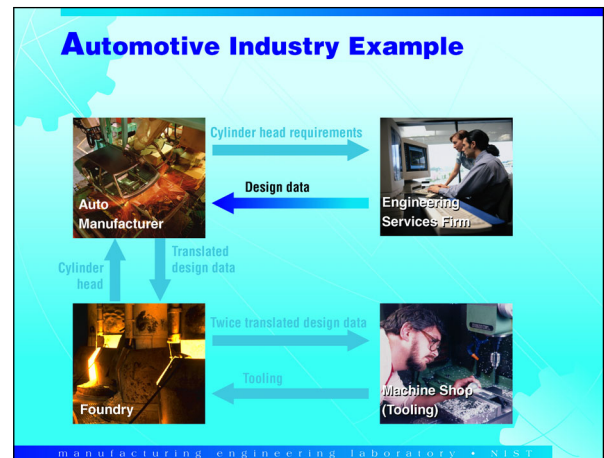 Automotive Industry Example
Cylinder head requirements
Design data
Auto
Manufacturer
Engineering
Services Firm
Cylinder
head
Translated
design data
Twice translated design data
Tooling
Foundry
Machine Shop
(Tooling)
manufacturing engineering laboratory • NIST